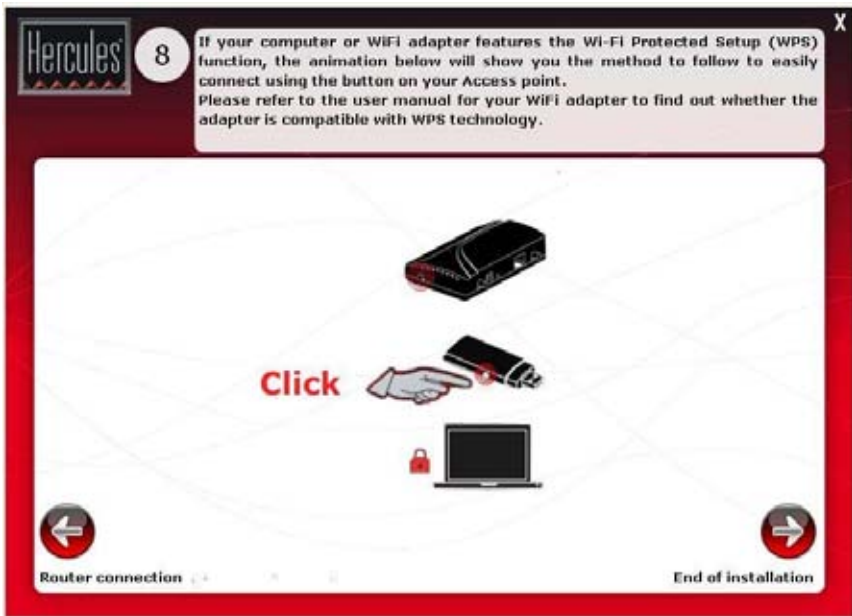 Hercules
8
If your computer or WiFi adapter features the Wi-Fi Protected Setup (WPS)
function, the animation below will show you the method to follow to easily
connect using the button on your Access point.
Please refer to the user manual for your WiFi adapter to find out whether the
adapter is compatible with WPS technology.
X
Click
Router connection
End of installation